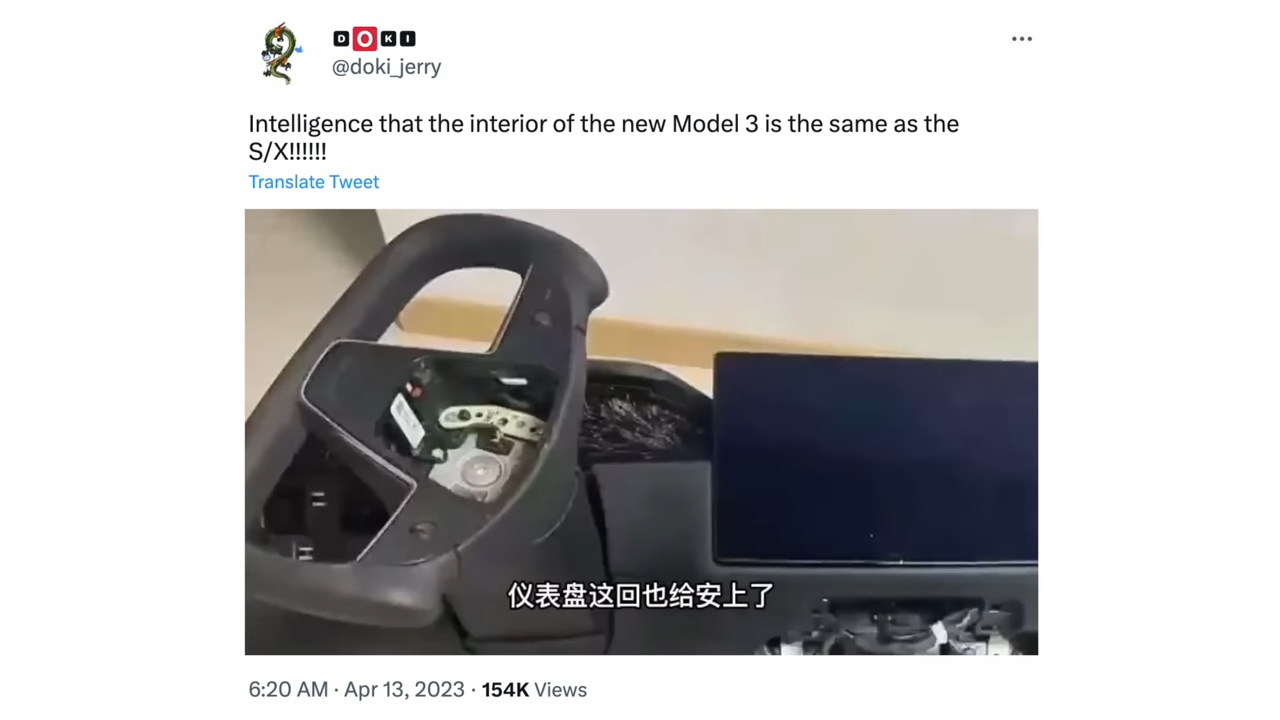 DOKI
@doki_jerry
Intelligence that the interior of the new Model 3 is the same as the
S/X!!!!!!
Translate Tweet
仪表盘这回也给安上了
6:20 AM · Apr 13, 2023 · 154K Views